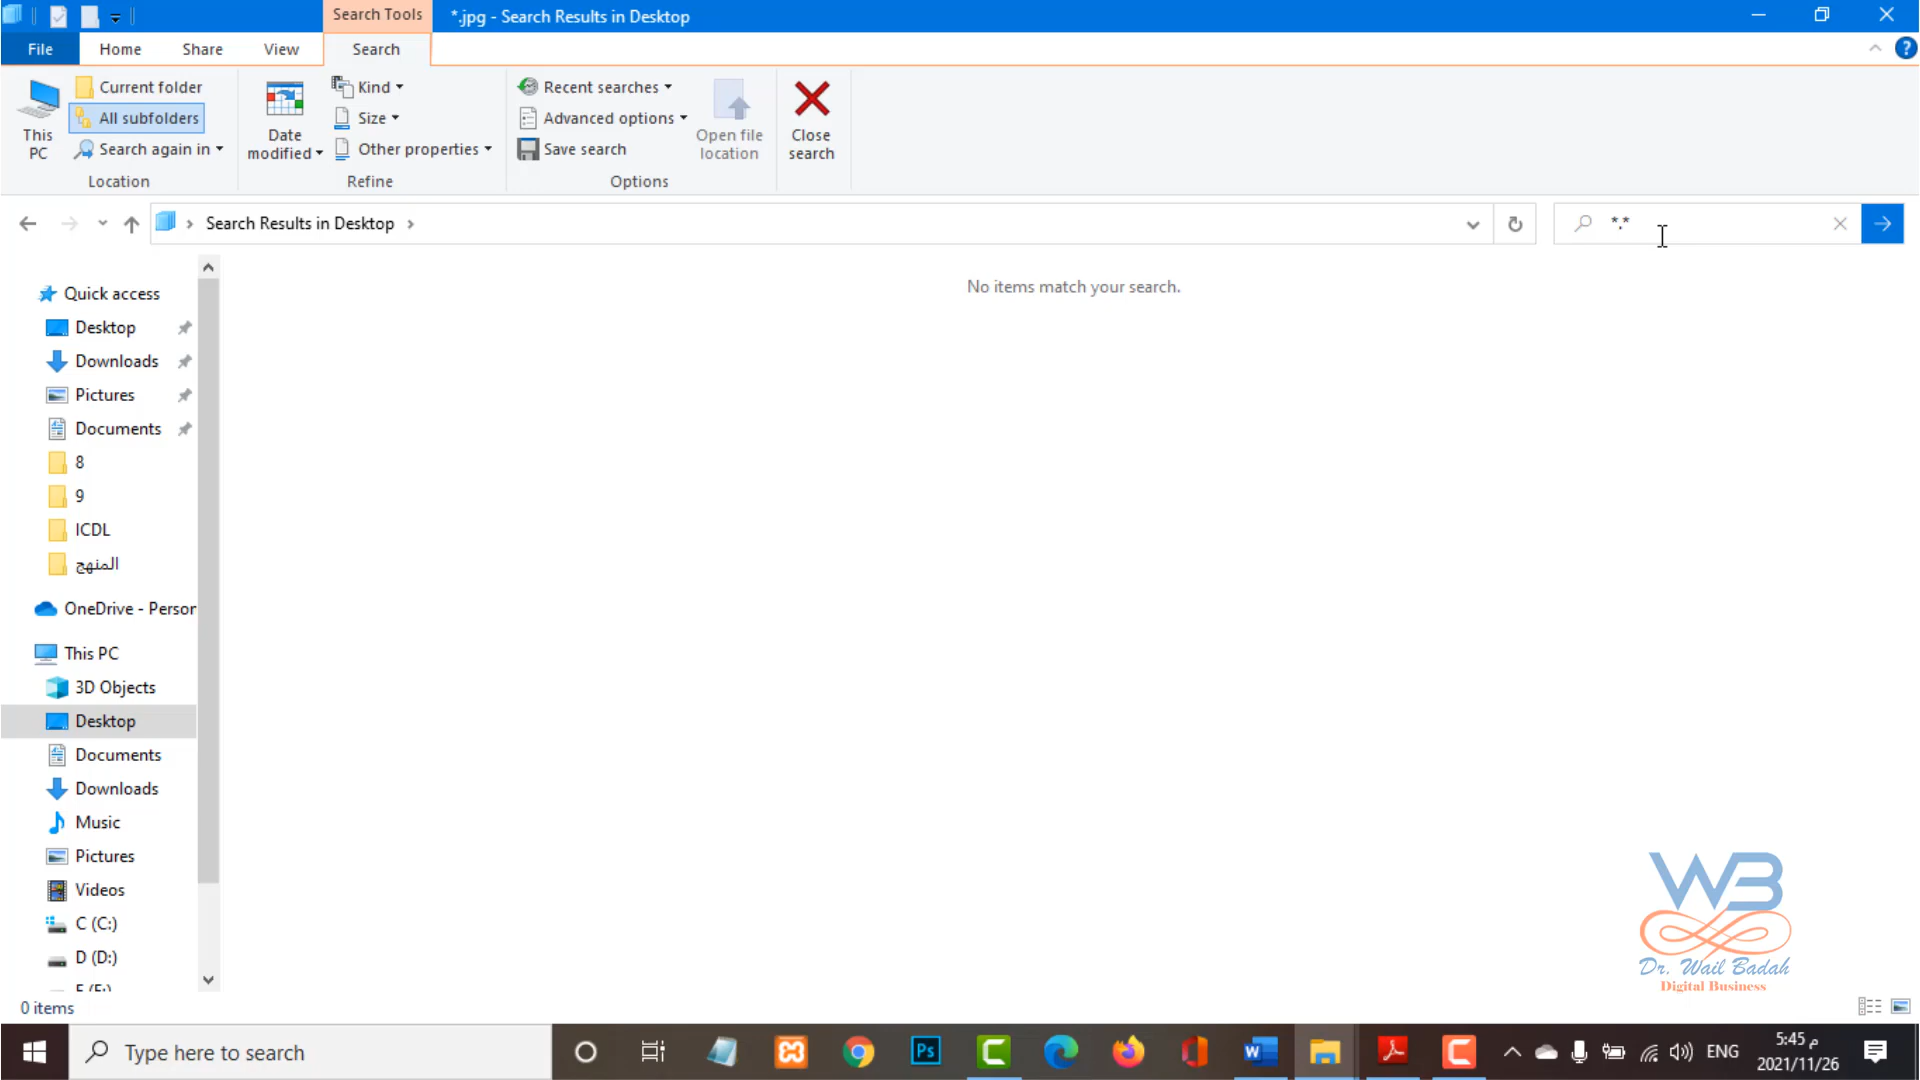 Search Tools
*.jpg - Search Results in Desktop
File
Home
Share
View
Search
This PC
Current folder
All subfolders
Search again in
Location
Date modified
Kind
Size
Other properties
Refine
Recent searches
Advanced options
Save search
Options
Open file location
Close search
Search Results in Desktop
*.*
No items match your search.
Quick access
Desktop
Downloads
Pictures
Documents
8
9
ICDL
المنهج
OneDrive - Person
This PC
3D Objects
Desktop
Documents
Downloads
Music
Pictures
Videos
C (C:)
D (D:)
0 items
WB
Dr. Wail Badah
Digital Business
Type here to search
Ps
ENG
5:45 م
2021/11/26